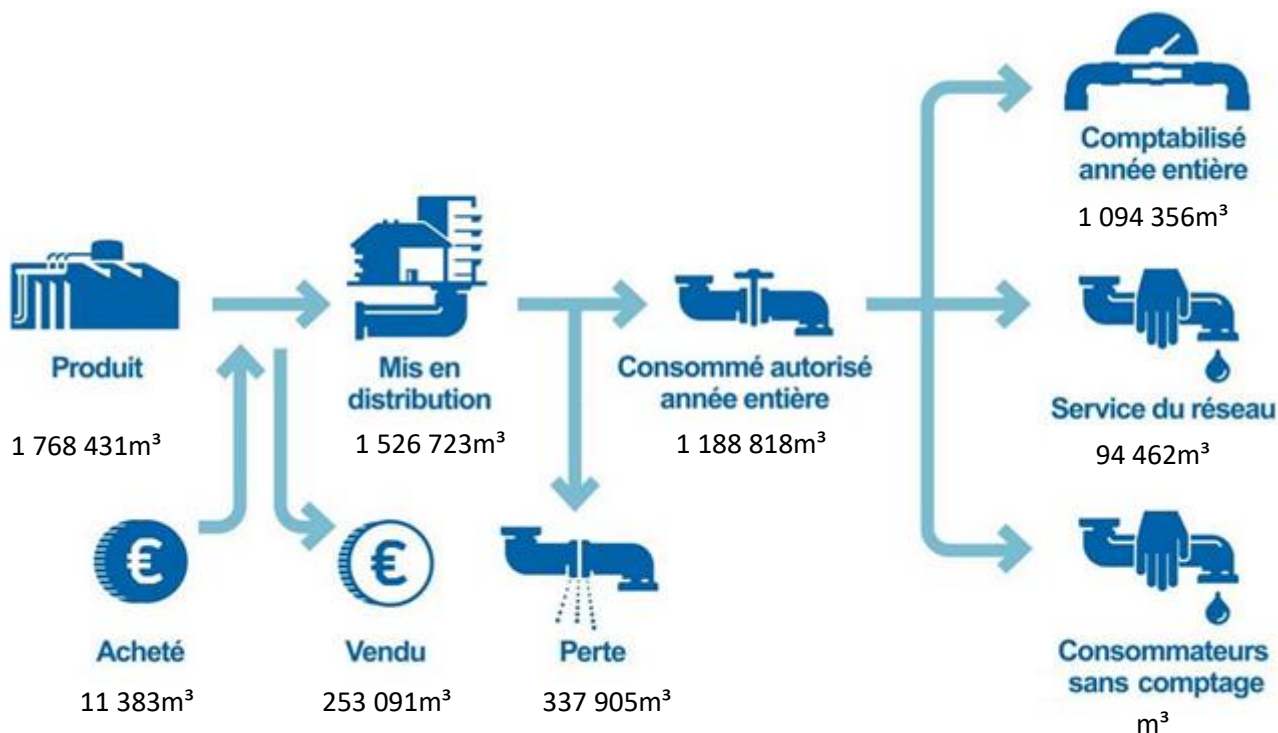 Produit
1 768 431m³
Acheté
11 383m³
Vendu
253 091m³
Mis en
distribution
1 526 723m³
Perte
337 905m³
Consommé autorisé
année entière
1 188 818m³
Comptabilisé
année entière
1 094 356m³
Service du réseau
94 462m³
Consommateurs
sans comptage
m³
€
€